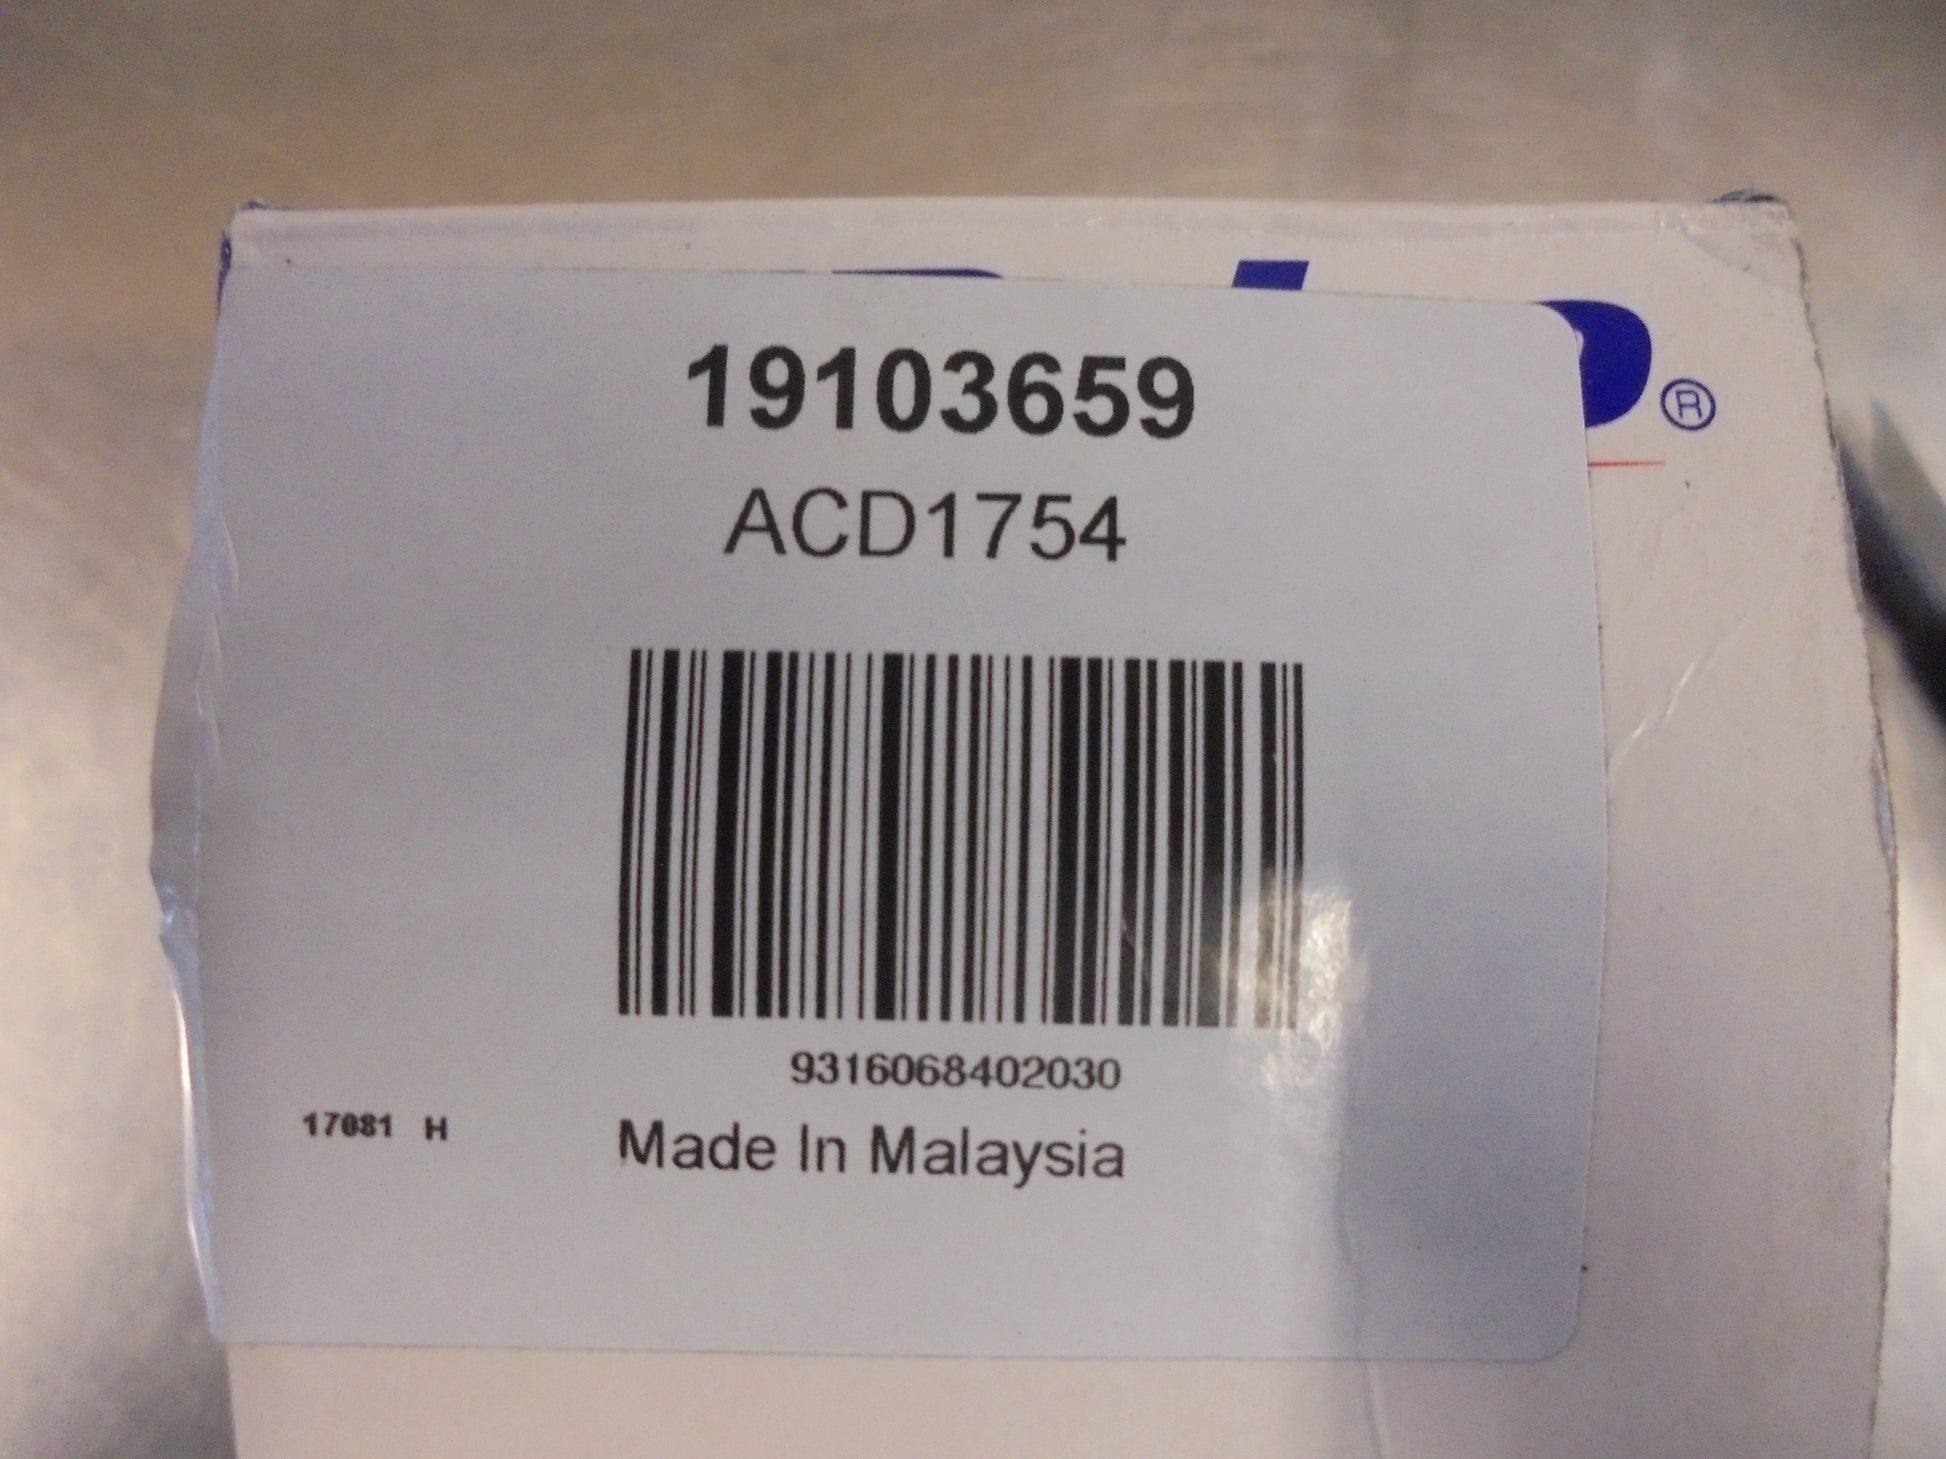 ®
19103659
ACD1754
9316068402030
17081 H
Made In Malaysia